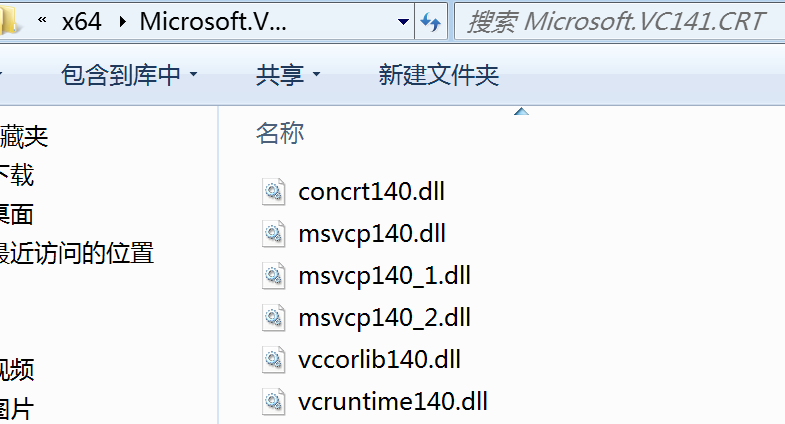 « x64 Microsoft.V... 搜索 Microsoft.VC141.CRT
包含到库中 共享 新建文件夹
名称
藏夹
下载
桌面
最近访问的位置
视频
图片
concrt140.dll
msvcp140.dll
msvcp140_1.dll
msvcp140_2.dll
vccorlib140.dll
vcruntime140.dll